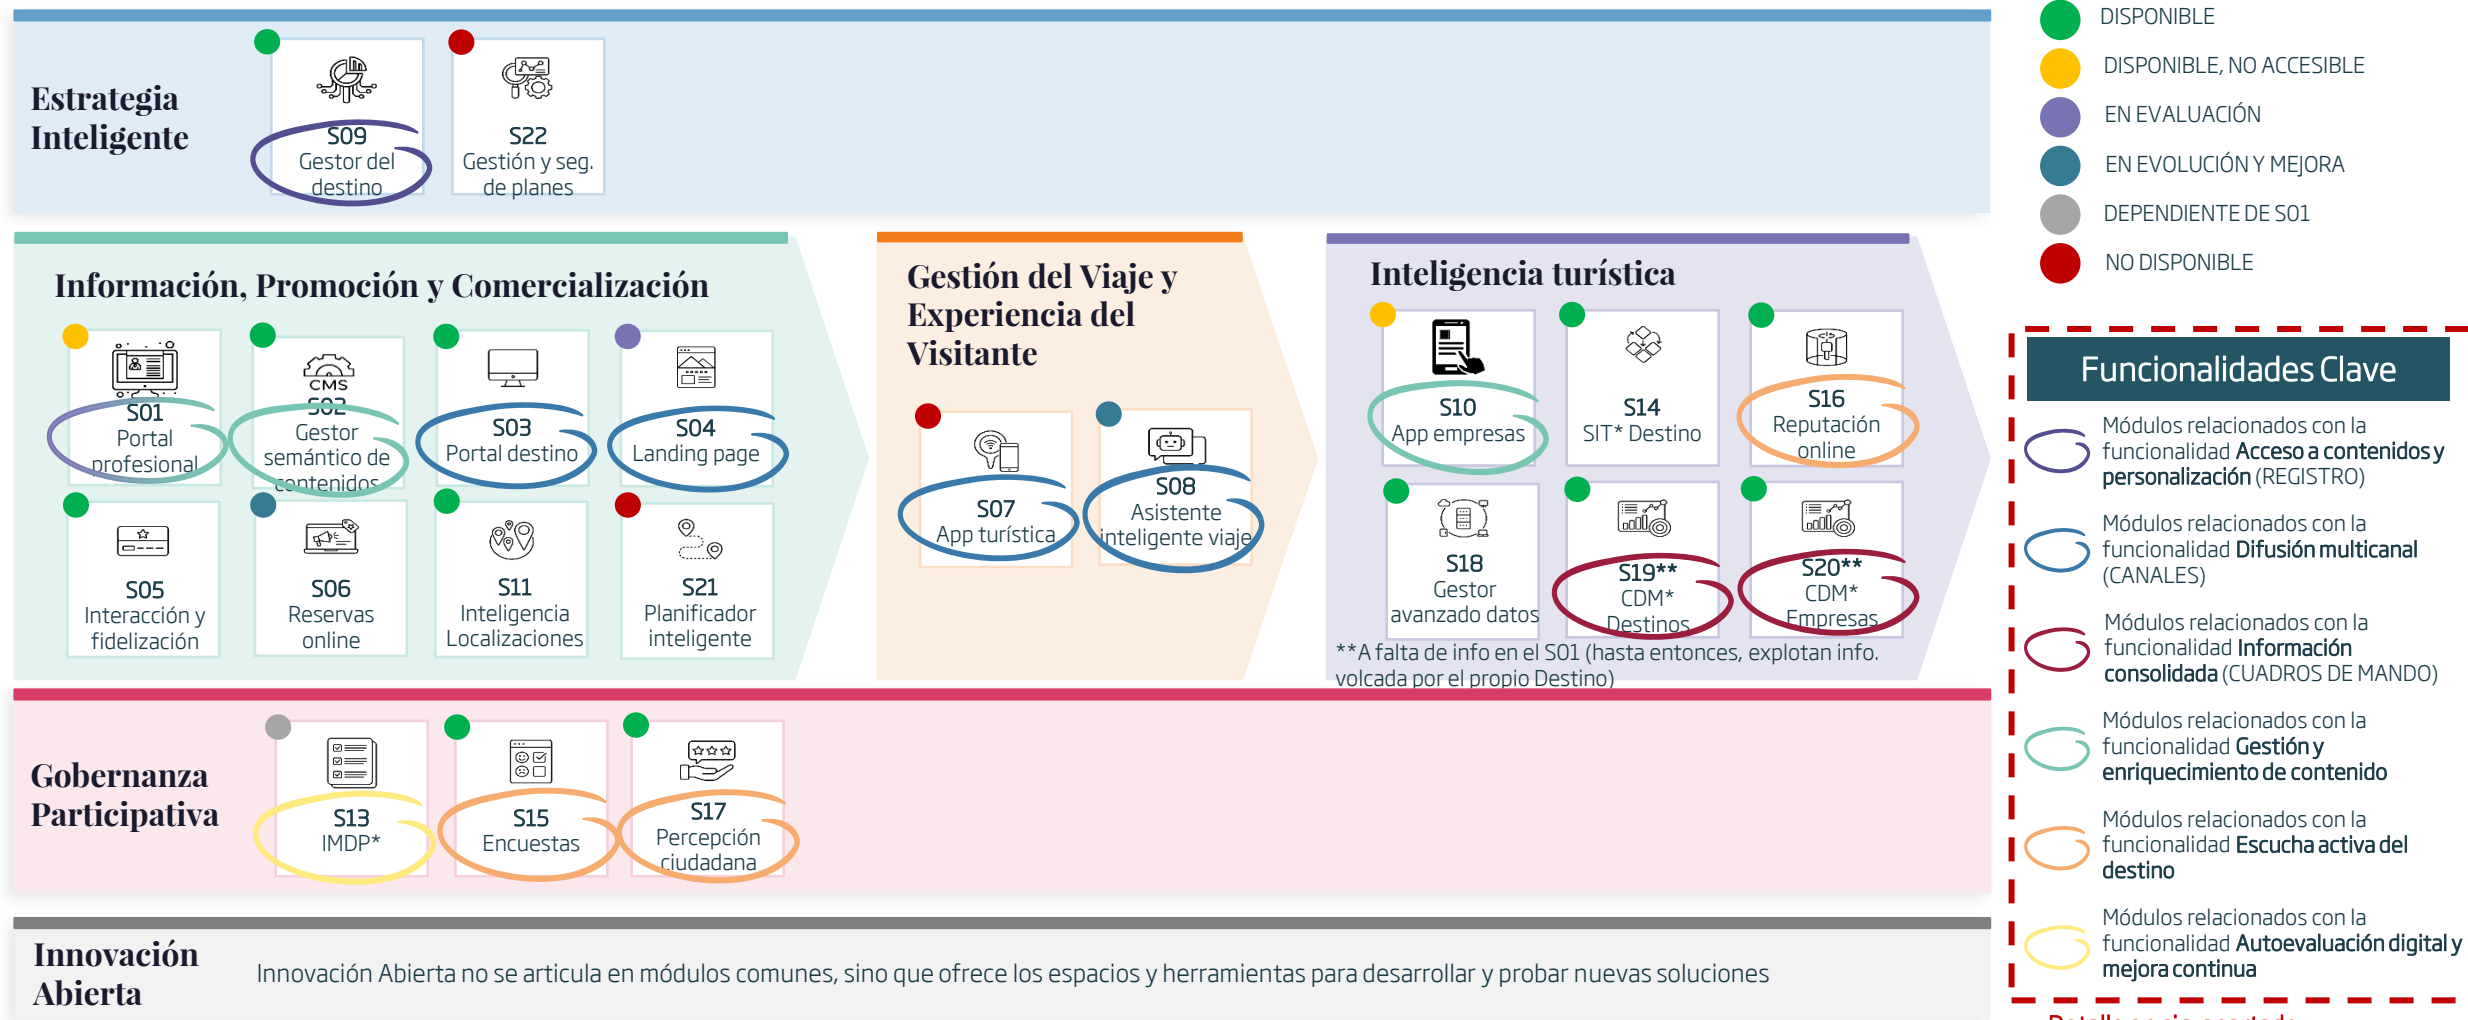 Estrategia
Inteligente
S09
Gestor del
destino
S22
Gestión y seg.
de planes
Información, Promoción y Comercialización
S01
Portal
profesional
CMS
S02
Gestor
semántico de
contenidos
S03
Portal destino
S04
Landing page
S05
Interacción y
fidelización
S06
Reservas
online
S11
Inteligencia
Localizaciones
S21
Planificador
inteligente
Gestión del Viaje y
Experiencia del
Visitante
S07
App turística
S08
Asistente
inteligente viaje
Inteligencia turística
S10
App empresas
S14
SIT* Destino
S16
Reputación
online
S18
Gestor
avanzado datos
S19**
CDM*
Destinos
S20**
CDM*
Empresas
**A falta de info en el S01 (hasta entonces, explotan info.
volcada por el propio Destino)
Gobernanza
Participativa
S13
IMDP*
S15
Encuestas
S17
Percepción
ciudadana
Innovación
Abierta
Innovación Abierta no se articula en módulos comunes, sino que ofrece los espacios y herramientas para desarrollar y probar nuevas soluciones
DISPONIBLE
DISPONIBLE, NO ACCESIBLE
EN EVALUACIÓN
EN EVOLUCIÓN Y MEJORA
DEPENDIENTE DE S01
NO DISPONIBLE
Funcionalidades Clave
Módulos relacionados con la
funcionalidad Acceso a contenidos y
personalización (REGISTRO)
Módulos relacionados con la
funcionalidad Difusión multicanal
(CANALES)
Módulos relacionados con la
funcionalidad Información
consolidada (CUADROS DE MANDO)
Módulos relacionados con la
funcionalidad Gestión y
enriquecimiento de contenido
Módulos relacionados con la
funcionalidad Escucha activa del
destino
Módulos relacionados con la
funcionalidad Autoevaluación digital y
mejora continua